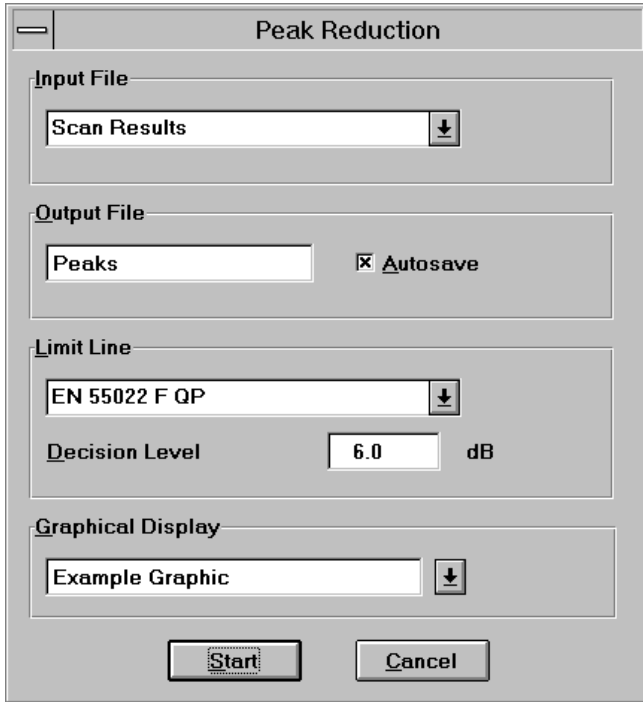 Peak Reduction
Input File
Scan Results
Output File
Peaks
Autosave
Limit Line
EN 55022 F QP
Decision Level 6.0 dB
Graphical Display
Example Graphic
Start Cancel